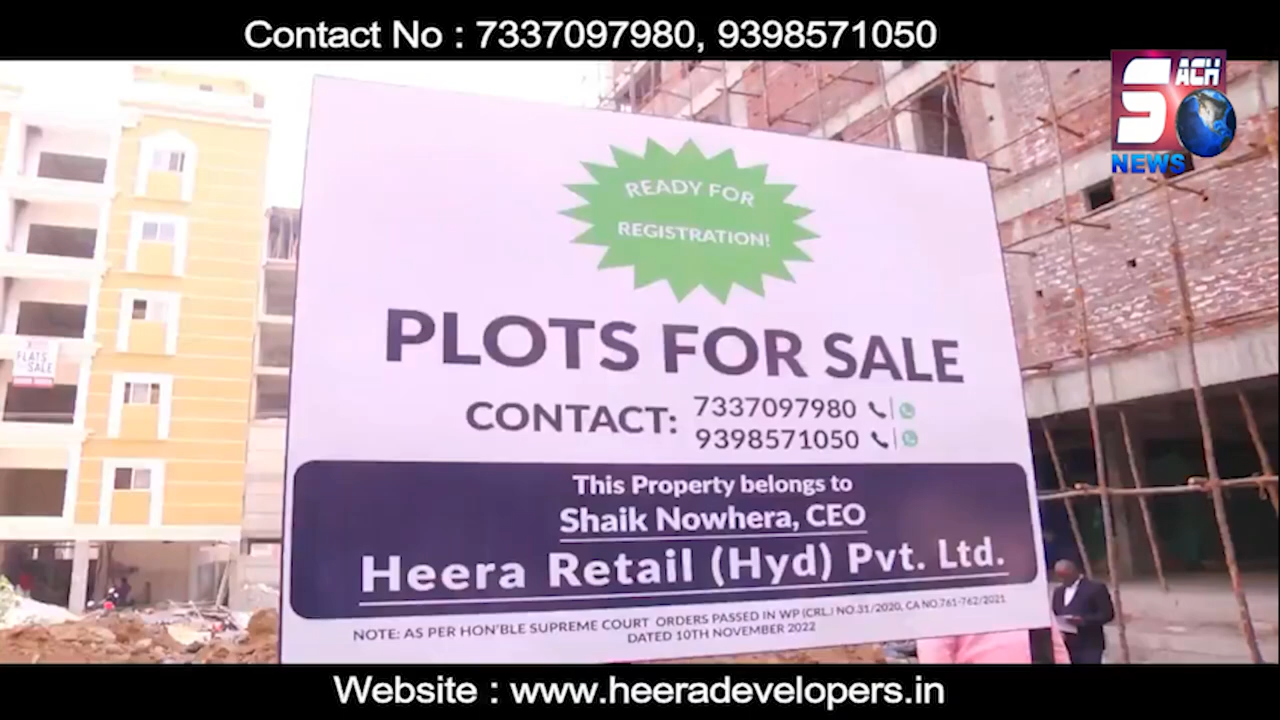 Contact No : 7337097980, 9398571050
SACH
NEWS
READY FOR
REGISTRATION!
PLOTS FOR SALE
CONTACT: 7337097980
9398571050
FLATS
SALE
This Property belongs to
Shaik Nowhera, CEO
Heera Retail (Hyd) Pvt. Ltd.
NOTE: AS PER HON'BLE SUPREME COURT ORDERS PASSED IN WP (CRL.) NO.31/2020, CA NO.761-762/2021
DATED 10TH NOVEMBER 2022
Website : www.heeradevelopers.in